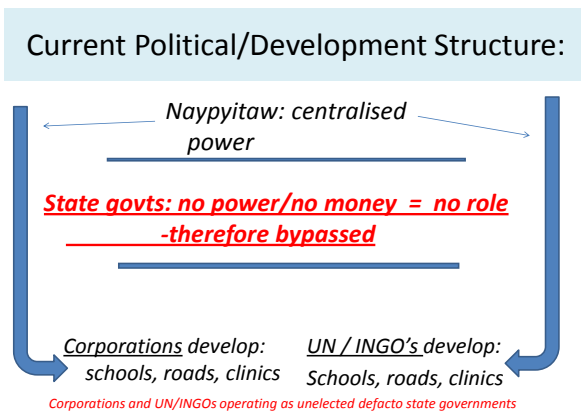 Current Political/Development Structure:
Naypyitaw: centralised
power
State govts: no power/no money = no role
-therefore bypassed
Corporations develop:
schools, roads, clinics
UN / INGO's develop:
Schools, roads, clinics
Corporations and UN/INGOs operating as unelected defacto state governments